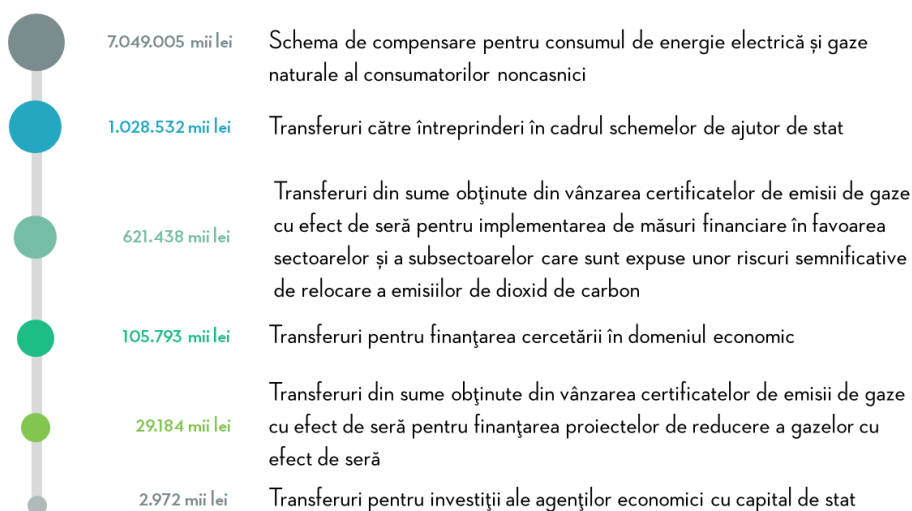 7.049.005 mii lei
Schema de compensare pentru consumul de energie electrică și gaze
naturale al consumatorilor noncasnici
1.028.532 mii lei
Transferuri către întreprinderi în cadrul schemelor de ajutor de stat
621.438 mii lei
Transferuri din sume obţinute din vânzarea certificatelor de emisii de gaze
cu efect de seră pentru implementarea de măsuri financiare în favoarea
sectoarelor și a subsectoarelor care sunt expuse unor riscuri semnificative
de relocare a emisiilor de dioxid de carbon
105.793 mii lei
Transferuri pentru finanţarea cercetării în domeniul economic
29.184 mii lei
Transferuri din sume obţinute din vânzarea certificatelor de emisii de gaze
cu efect de seră pentru finanţarea proiectelor de reducere a gazelor cu
efect de seră
2.972 mii lei
Transferuri pentru investiţii ale agenţilor economici cu capital de stat